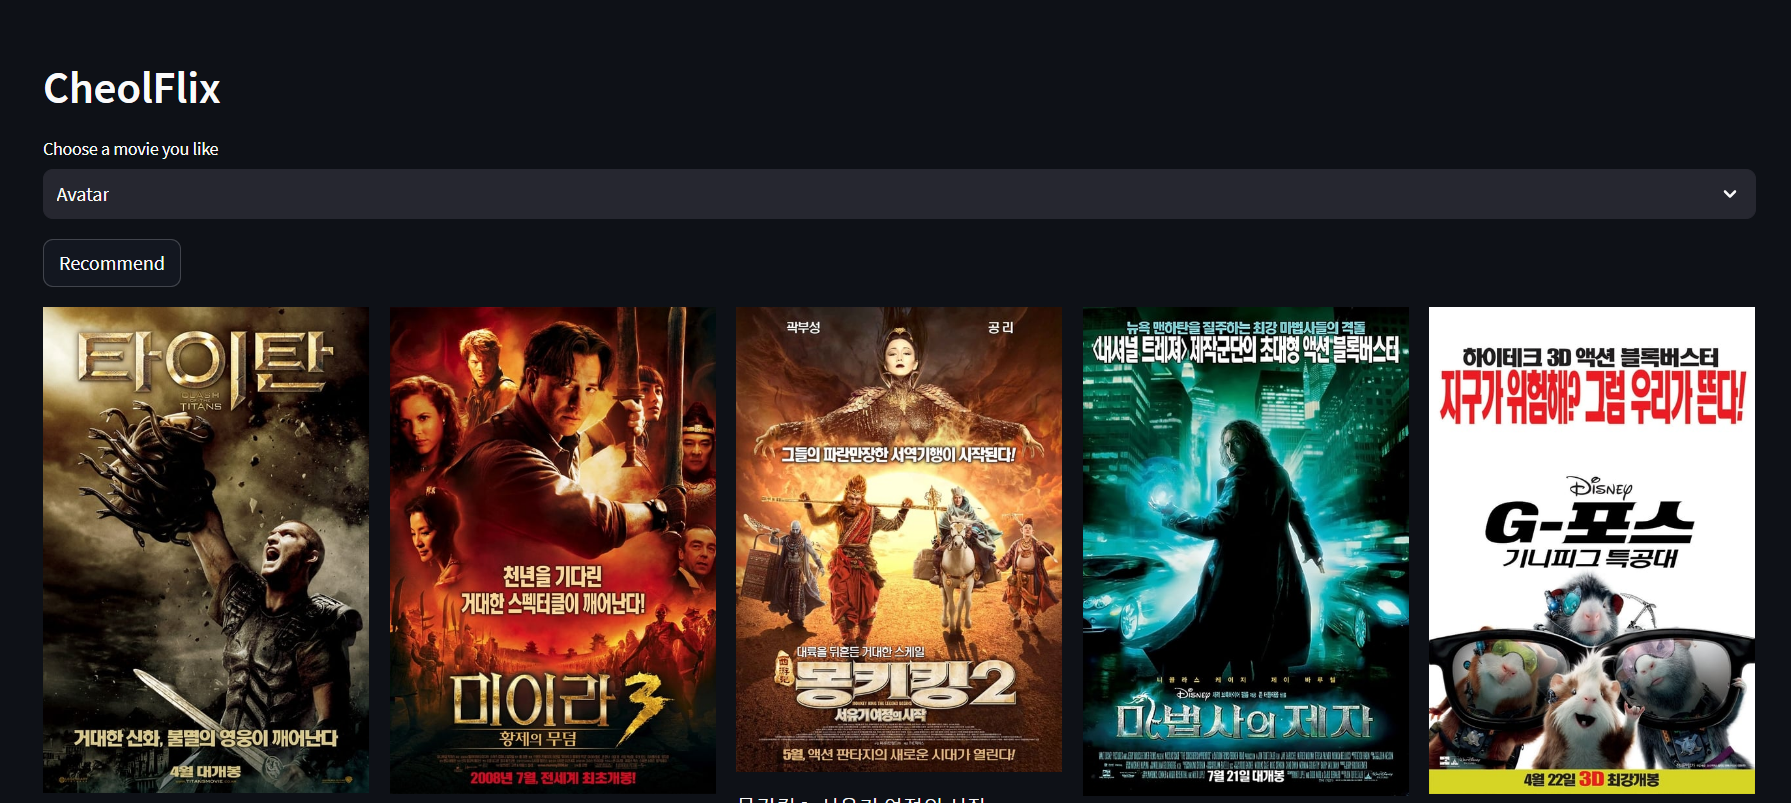 CheolFlix
Choose a movie you like
Avatar
Recommend
타이탄
CLASH OF THE
TITANS
거대한 신화, 불멸의 영웅이 깨어난다
4월 대개봉
천년을 기다린
거대한 스펙터클이 깨어난다!
미이라 3
황제의 무덤
2008년 7월, 전세계 최초개봉!
곽부성
공 리
그들의 파란만장한 서역기행이 시작된다!
대륙을 뒤흔든 거대한 스케일
西遊記
몽키킹2
서유기 여정의 시작
5월, 액션 판타지의 새로운 시대가 열린다!
뉴욕 맨하탄을 질주하는 최강 마법사들의 격돌
<내셔널 트레져> 제작군단의 초대형 액션 블록버스터
니콜라스 케이지 제이 바루첼
Disney
마법사의 제자
7월 21일 대개봉
하이테크 3D 액션 블록버스터
지구가 위험해? 그럼 우리가 뜬다!
Disney
G-포스
기니피그 특공대
4월 22일 3D 최강개봉